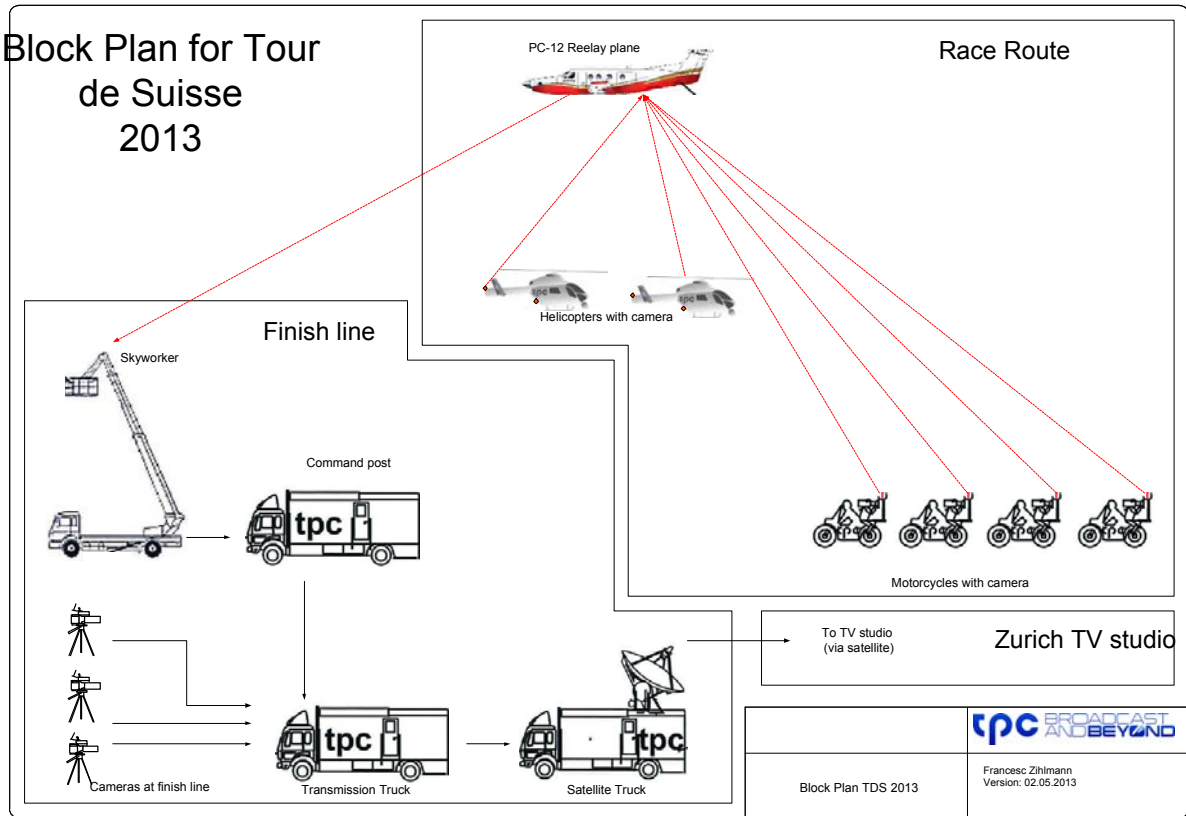 Block Plan for Tour
de Suisse
2013
PC-12 Reelay plane
Race Route
tpc
tpc
Helicopters with camera
Finish line
Skyworker
Command post
tpc
Motorcycles with camera
To TV studio
(via satellite)
Zurich TV studio
tpc
tpc
Cameras at finish line
Transmission Truck
Satellite Truck
tpc BROADCAST
AND BEYOND
Block Plan TDS 2013
Francesc Zihlmann
Version: 02.05.2013